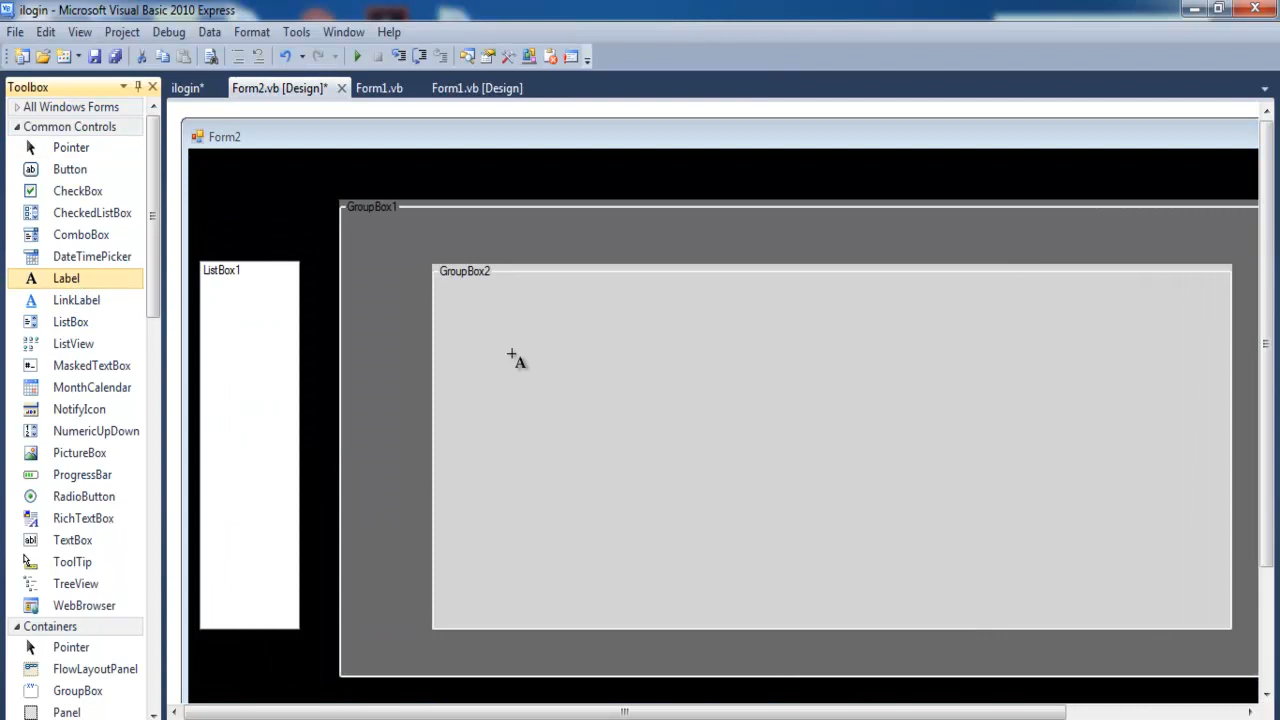 ilogin - Microsoft Visual Basic 2010 Express
File Edit View Project Debug Data Format Tools Window Help
Toolbox
ilogin* Form2.vb [Design]* Form1.vb Form1.vb [Design]
All Windows Forms
Common Controls
Pointer
Button
CheckBox
CheckedListBox
ComboBox
DateTimePicker
Label
LinkLabel
ListBox
ListView
MaskedTextBox
MonthCalendar
NotifyIcon
NumericUpDown
PictureBox
ProgressBar
RadioButton
RichTextBox
TextBox
ToolTip
TreeView
WebBrowser
Containers
Pointer
FlowLayoutPanel
GroupBox
Panel
Form2
GroupBox1
ListBox1
GroupBox2